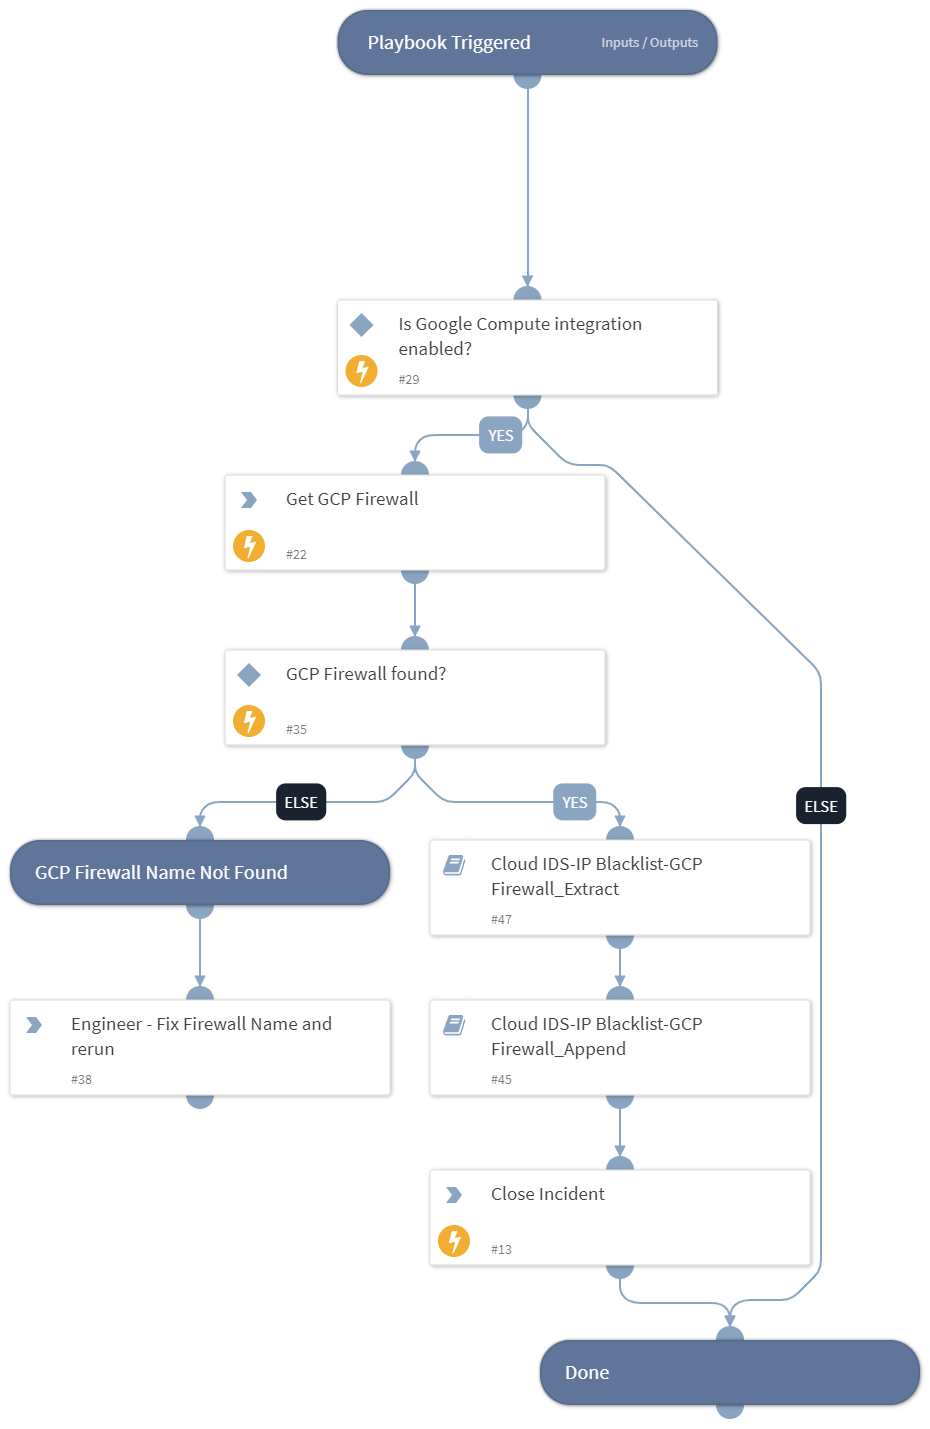 Playbook Triggered
Inputs / Outputs
Is Google Compute integration
enabled?
#29
YES
Get GCP Firewall
#22
GCP Firewall found?
#35
ELSE
YES
ELSE
GCP Firewall Name Not Found
Cloud IDS-IP Blacklist-GCP
Firewall_Extract
#47
Engineer - Fix Firewall Name and
rerun
#38
Cloud IDS-IP Blacklist-GCP
Firewall_Append
#45
Close Incident
#13
Done